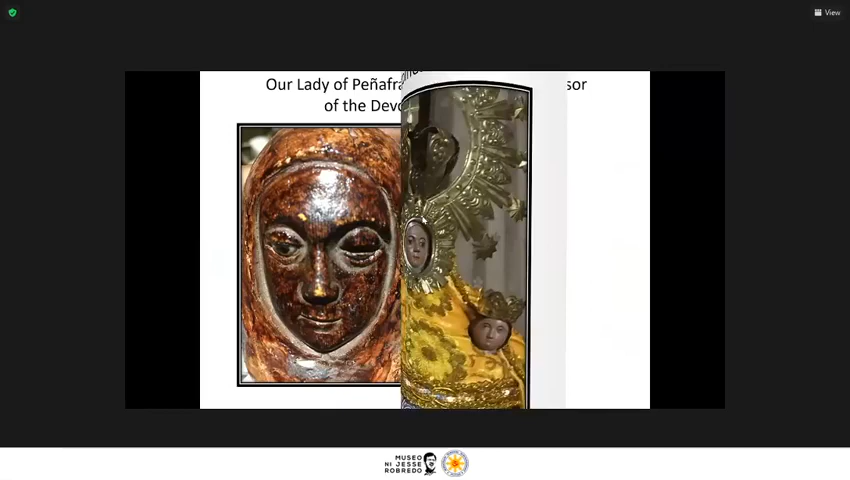 View
Our Lady of Peñafra
sor
of the Devo
MUSEO
NI JESSE
ROBREDO